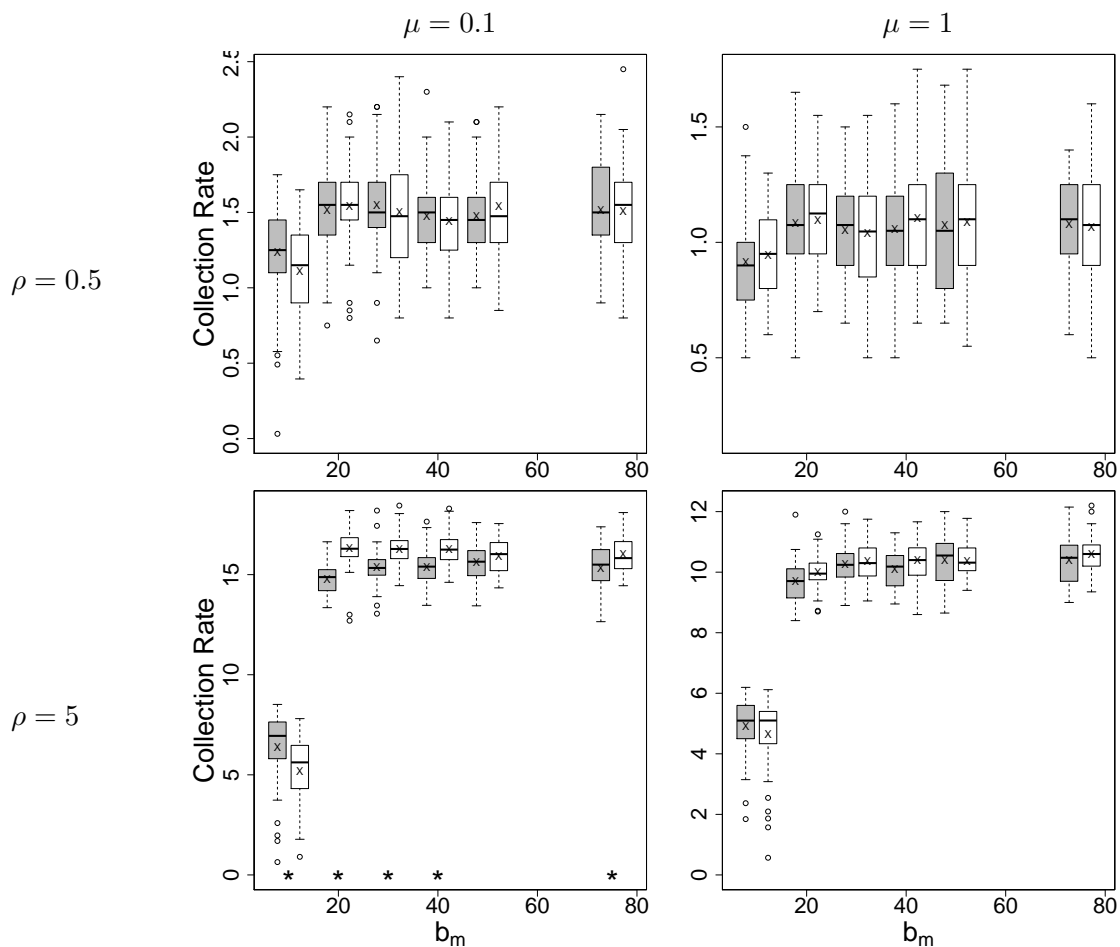 μ = 0.1
μ = 1
ρ = 0.5
Collection Rate
0.0 0.5 1.0 1.5 2.0 2.5
20 40 60 80
0.5 1.0 1.5
20 40 60 80
ρ = 5
Collection Rate
0 5 10 15
* * * * *
20 40 60 80
b_m
0 2 4 6 8 10 12
20 40 60 80
b_m